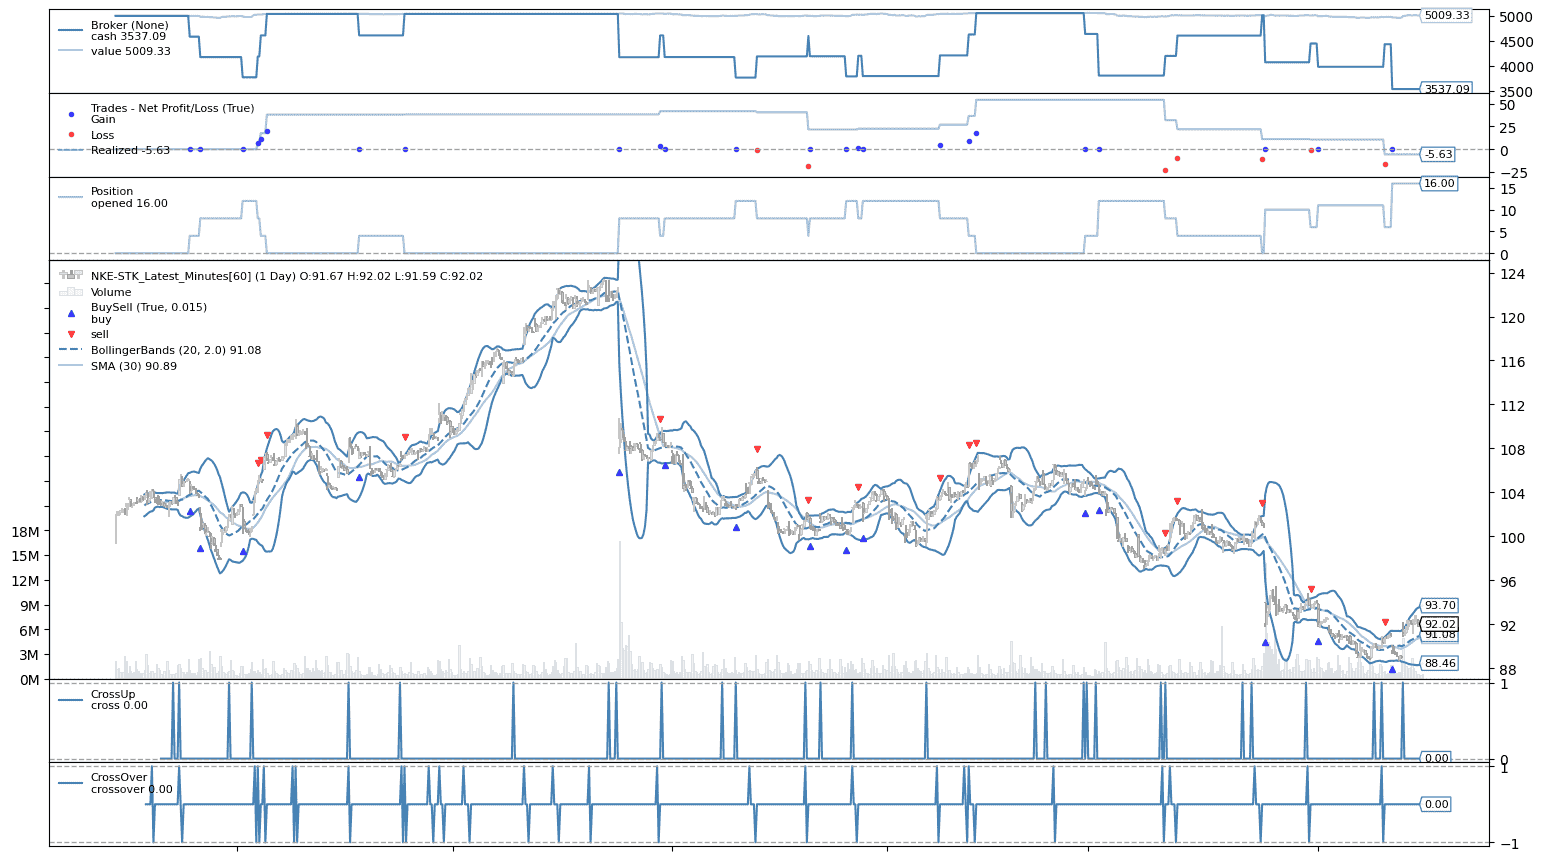 Broker (None)
cash 3537.09
value 5009.33
5009.33
3537.09
5000
4500
4000
3500
Trades - Net Profit/Loss (True)
Gain
Loss
Realized -5.63
-5.63
50
25
0
−25
Position
opened 16.00
16.00
15
10
5
0
NKE-STK_Latest_Minutes[60] (1 Day) O:91.67 H:92.02 L:91.59 C:92.02
Volume
BuySell (True, 0.015)
buy
sell
BollingerBands (20, 2.0) 91.08
SMA (30) 90.89
18M
15M
12M
9M
6M
3M
0M
93.70
92.02
91.08
88.46
124
120
116
112
108
104
100
96
92
88
CrossUp
cross 0.00
0.00
1
0
CrossOver
crossover 0.00
0.00
1
−1